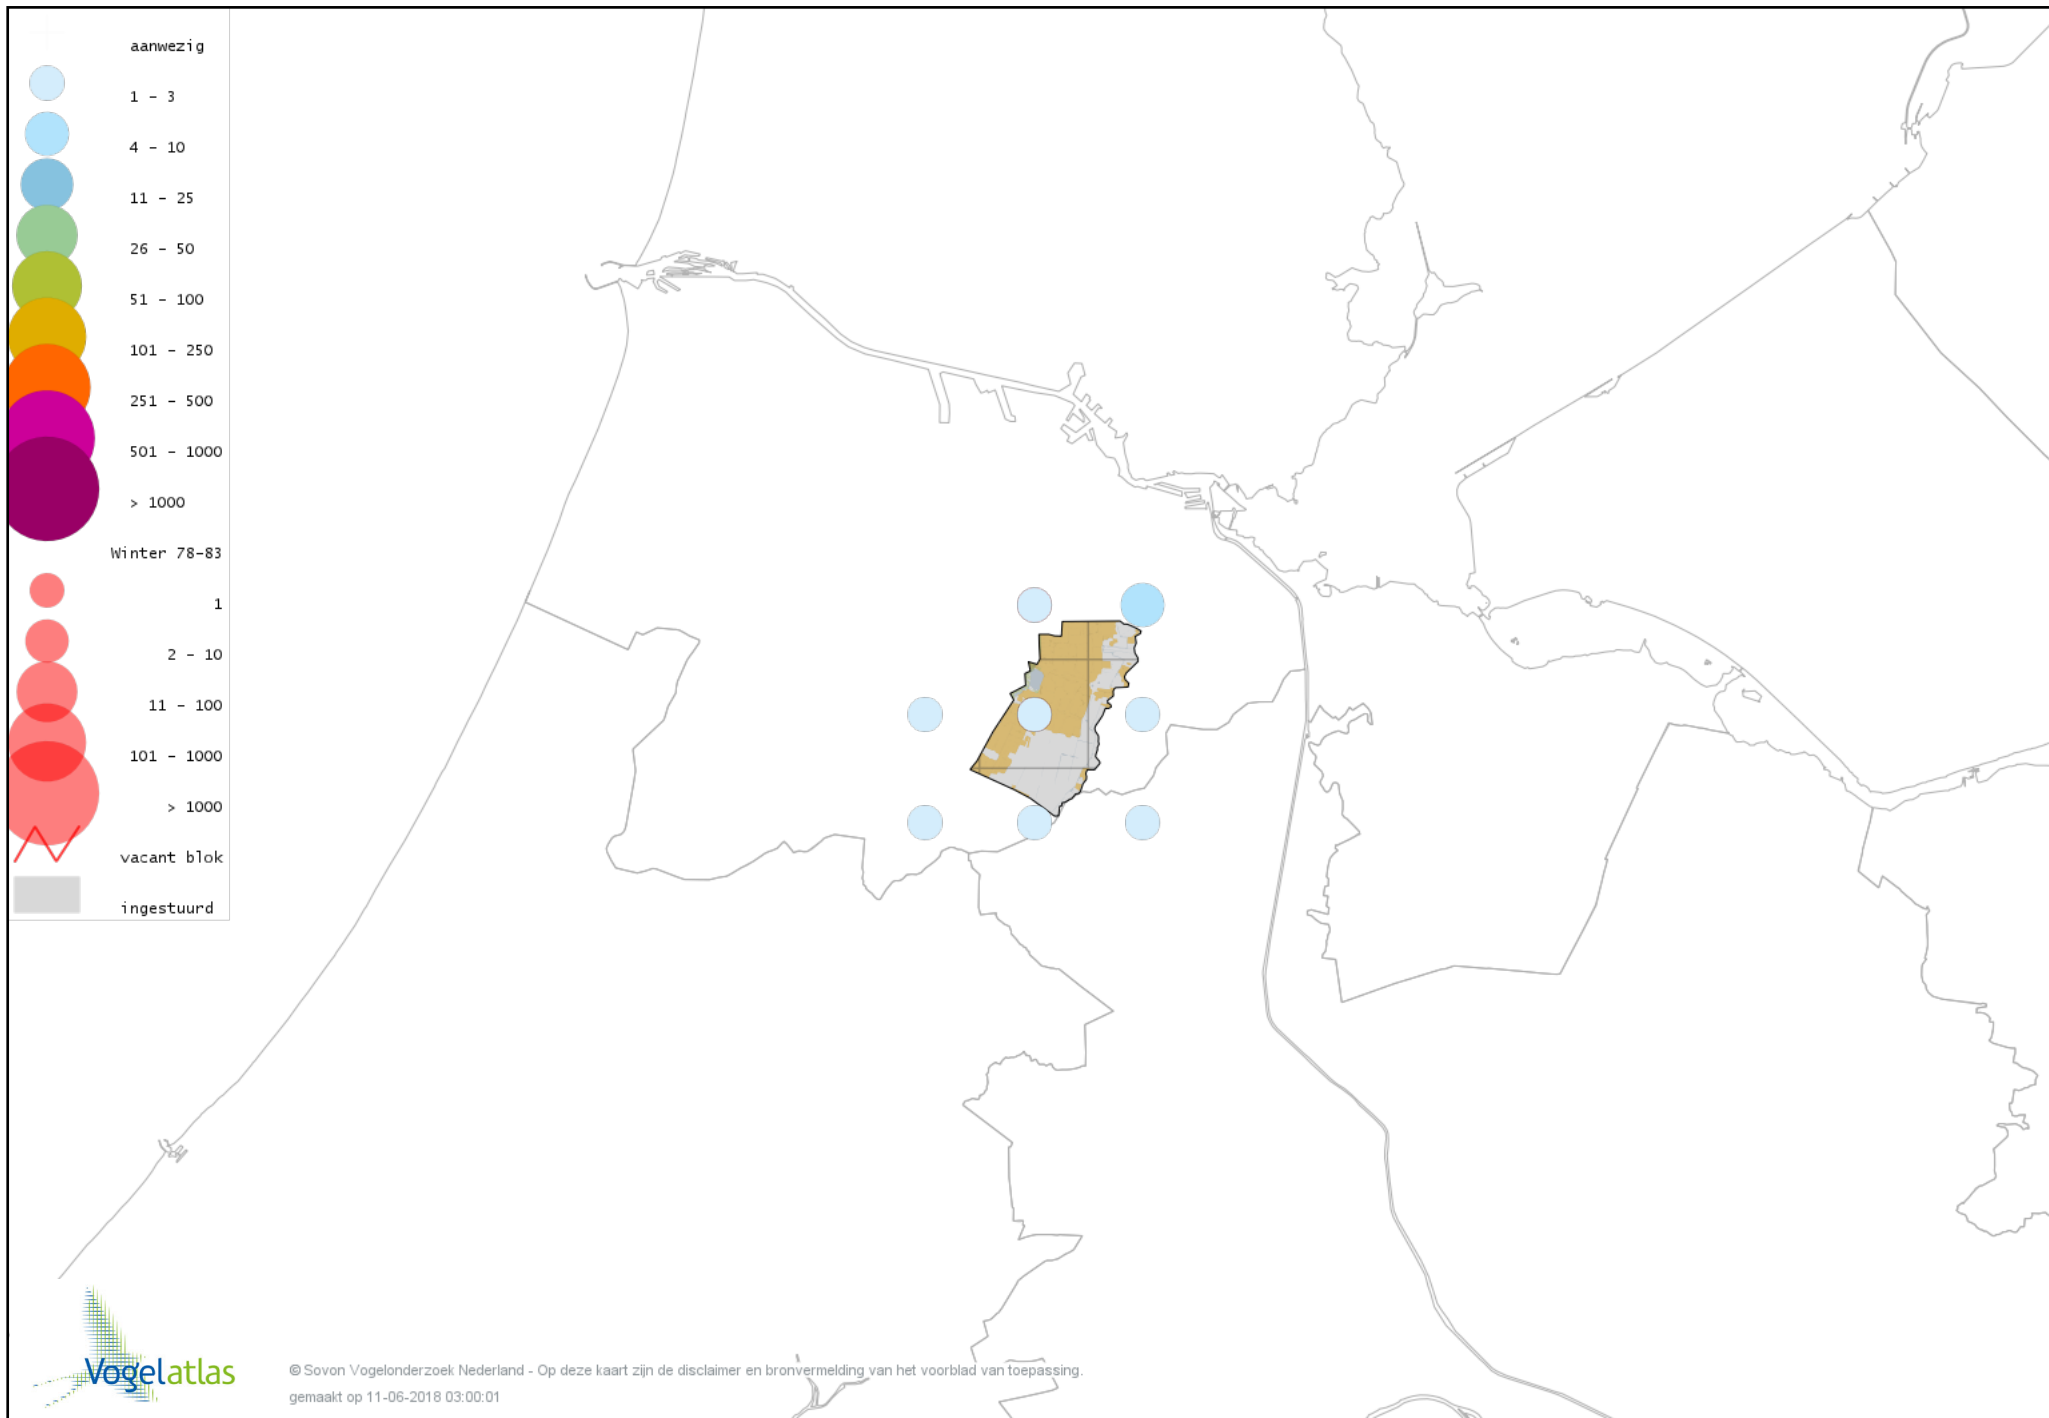 aanwezig
1 – 3
4 – 10
11 – 25
26 – 50
51 – 100
101 – 250
251 – 500
501 – 1000
> 1000
Winter 78-83
1
2 – 10
11 – 100
101 – 1000
> 1000
vacant blok
ingestuurd
Vogelatlas
© Sovon Vogelonderzoek Nederland - Op deze kaart zijn de disclaimer en bronvermelding van het voorblad van toepassing.
gemaakt op 11-06-2018 03:00:01